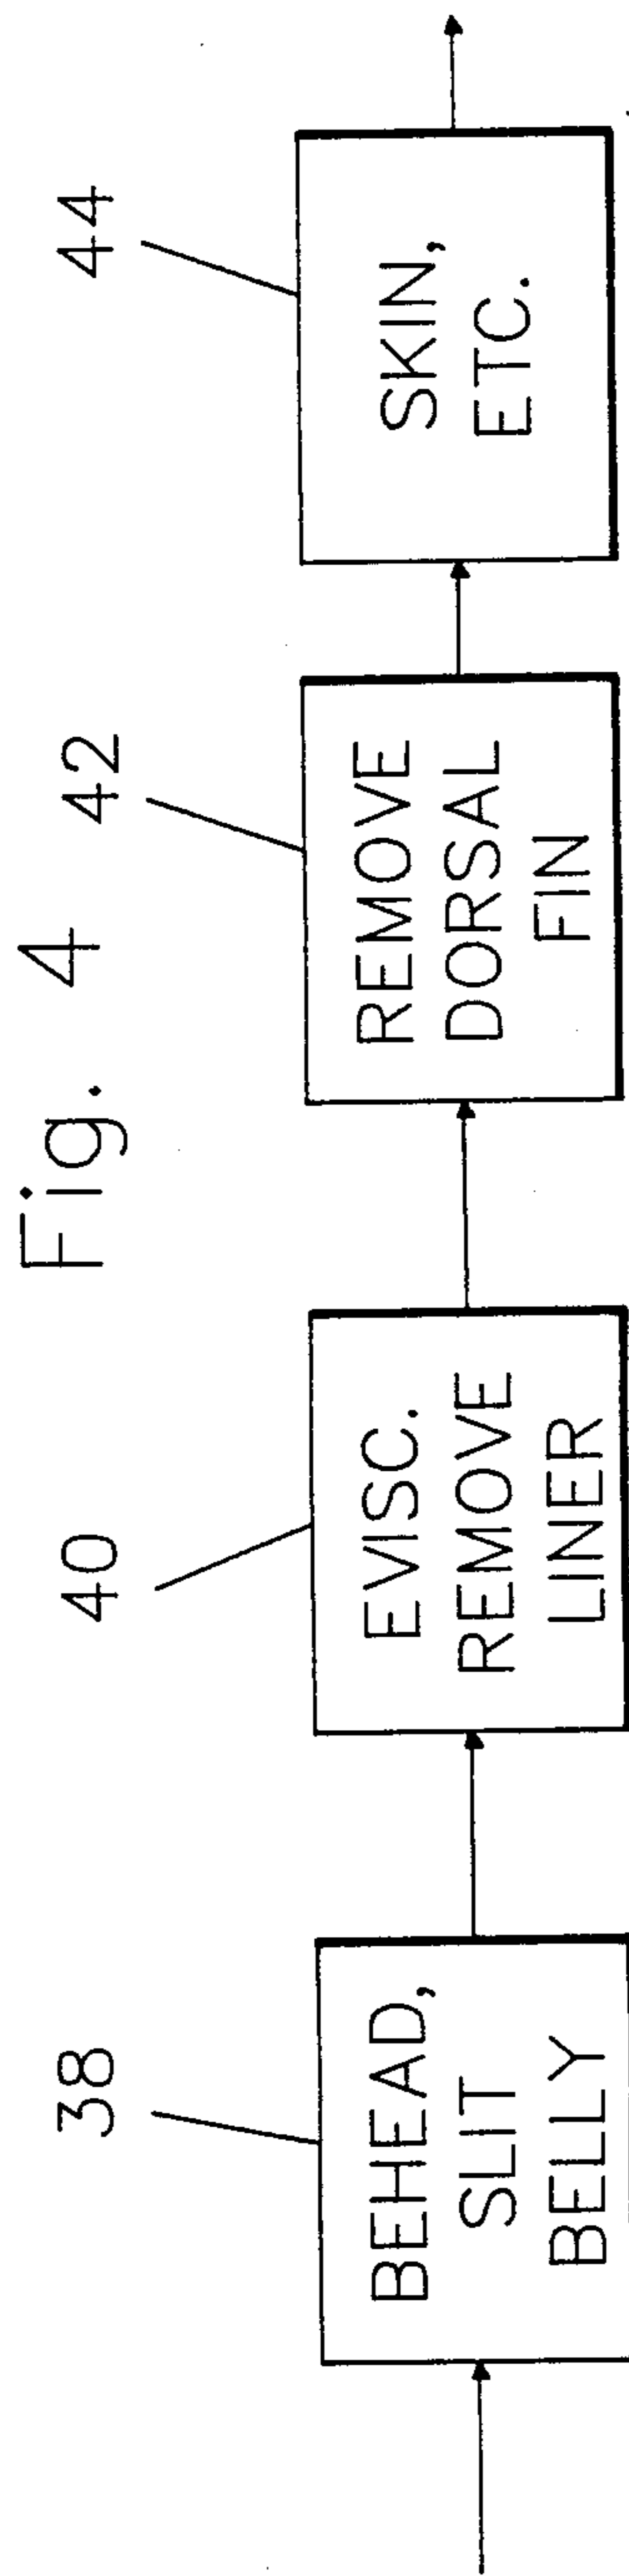 Fig. 4
38
BEHEAD,
SLIT
BELLY
40
EVISC.
REMOVE
LINER
42
REMOVE
DORSAL
FIN
44
SKIN,
ETC.